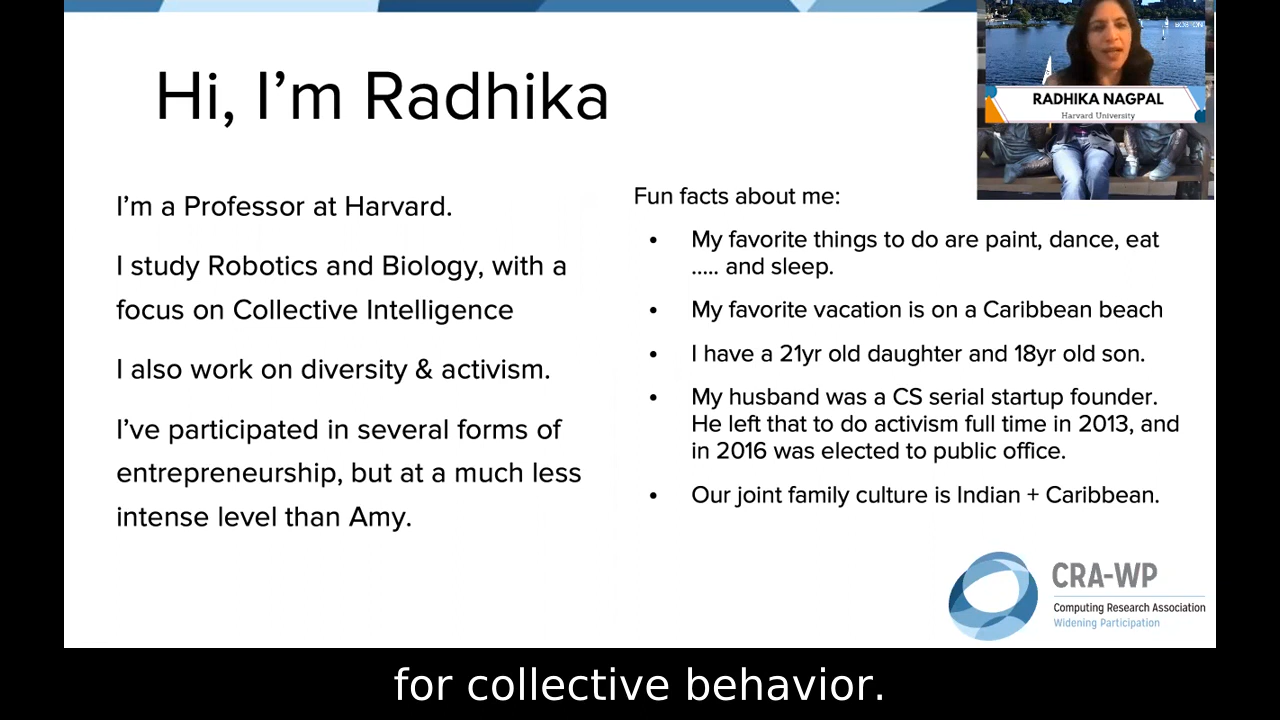 Hi, I’m Radhika
RADHIKA NAGPAL
Harvard University
I’m a Professor at Harvard.
I study Robotics and Biology, with a
focus on Collective Intelligence
I also work on diversity & activism.
I’ve participated in several forms of
entrepreneurship, but at a much less
intense level than Amy.
Fun facts about me:
• My favorite things to do are paint, dance, eat
..... and sleep.
• My favorite vacation is on a Caribbean beach
• I have a 21yr old daughter and 18yr old son.
• My husband was a CS serial startup founder.
He left that to do activism full time in 2013, and
in 2016 was elected to public office.
• Our joint family culture is Indian + Caribbean.
CRA-WP
Computing Research Association
Widening Participation
for collective behavior.